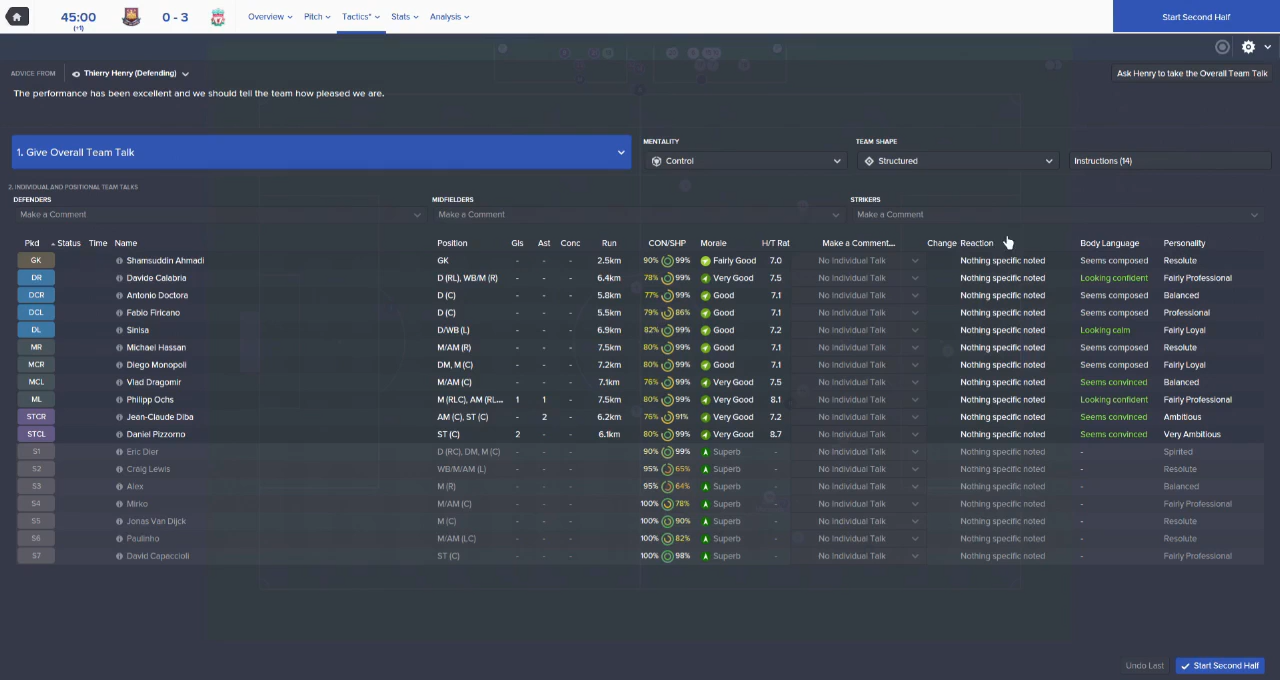 45:00 0 - 3 Overview Pitch Tactics* Stats Analysis Start Second Half
(+1)
ADVICE FROM Thierry Henry (Defending) Ask Henry to take the Overall Team Talk
The performance has been excellent and we should tell the team how pleased we are.
MENTALITY TEAM SHAPE
1. Give Overall Team Talk Control Structured Instructions (14)
2. INDIVIDUAL AND POSITIONAL TEAM TALKS
DEFENDERS MIDFIELDERS STRIKERS
Make a Comment Make a Comment Make a Comment
Pkd Status Time Name Position Gls Ast Conc Run CON/SHP Morale H/T Rat Make a Comment... Change Reaction Body Language Personality
GK Shamsuddin Ahmadi GK - - - 2.5km 90% 99% Fairly Good 7.0 No Individual Talk Nothing specific noted Seems composed Resolute
DR Davide Calabria D (RL), WB/M (R) - - - 6.4km 78% 99% Very Good 7.5 No Individual Talk Nothing specific noted Looking confident Fairly Professional
DCR Antonio Doctora D (C) - - - 5.8km 77% 99% Good 7.1 No Individual Talk Nothing specific noted Seems composed Balanced
DCL Fabio Firicano D (C) - - - 5.5km 79% 86% Good 7.1 No Individual Talk Nothing specific noted Seems composed Professional
DL Sinisa D/WB (L) - - - 6.9km 82% 99% Good 7.2 No Individual Talk Nothing specific noted Looking calm Fairly Loyal
MR Michael Hassan M/AM (R) - - - 7.5km 80% 99% Good 7.1 No Individual Talk Nothing specific noted Seems composed Resolute
MCR Diego Monopoli DM, M (C) - - - 7.2km 80% 99% Good 7.1 No Individual Talk Nothing specific noted Seems composed Fairly Loyal
MCL Vlad Dragomir M/AM (C) - - - 7.1km 76% 99% Very Good 7.5 No Individual Talk Nothing specific noted Seems convinced Balanced
ML Philipp Ochs M (RLC), AM (RL... 1 1 - 7.5km 80% 99% Very Good 8.1 No Individual Talk Nothing specific noted Looking confident Fairly Loyal
STCR Jean-Claude Diba AM (C), ST (C) - 2 - 6.2km 76% 91% Very Good 7.2 No Individual Talk Nothing specific noted Seems convinced Ambitious
STCL Daniel Pizzorno ST (C) 2 - - 6.1km 80% 99% Very Good 8.7 No Individual Talk Nothing specific noted Seems convinced Very Ambitious
S1 Eric Dier D (RC), DM, M (C) - - - 90% 99% Superb - No Individual Talk Nothing specific noted - Spirited
S2 Craig Lewis WB/M/AM (L) - - - 95% 65% Superb - No Individual Talk Nothing specific noted - Resolute
S3 Alex M (R) - - - 95% 64% Superb - No Individual Talk Nothing specific noted - Balanced
S4 Mirko M/AM (C) - - - 100% 78% Superb - No Individual Talk Nothing specific noted - Fairly Professional
S5 Jonas Van Dijck M (C) - - - 100% 90% Superb - No Individual Talk Nothing specific noted - Resolute
S6 Paulinho M/AM (LC) - - - 100% 82% Superb - No Individual Talk Nothing specific noted - Resolute
S7 David Capaccioli ST (C) - - - 100% 98% Superb - No Individual Talk Nothing specific noted - Fairly Professional
Undo Last Start Second Half